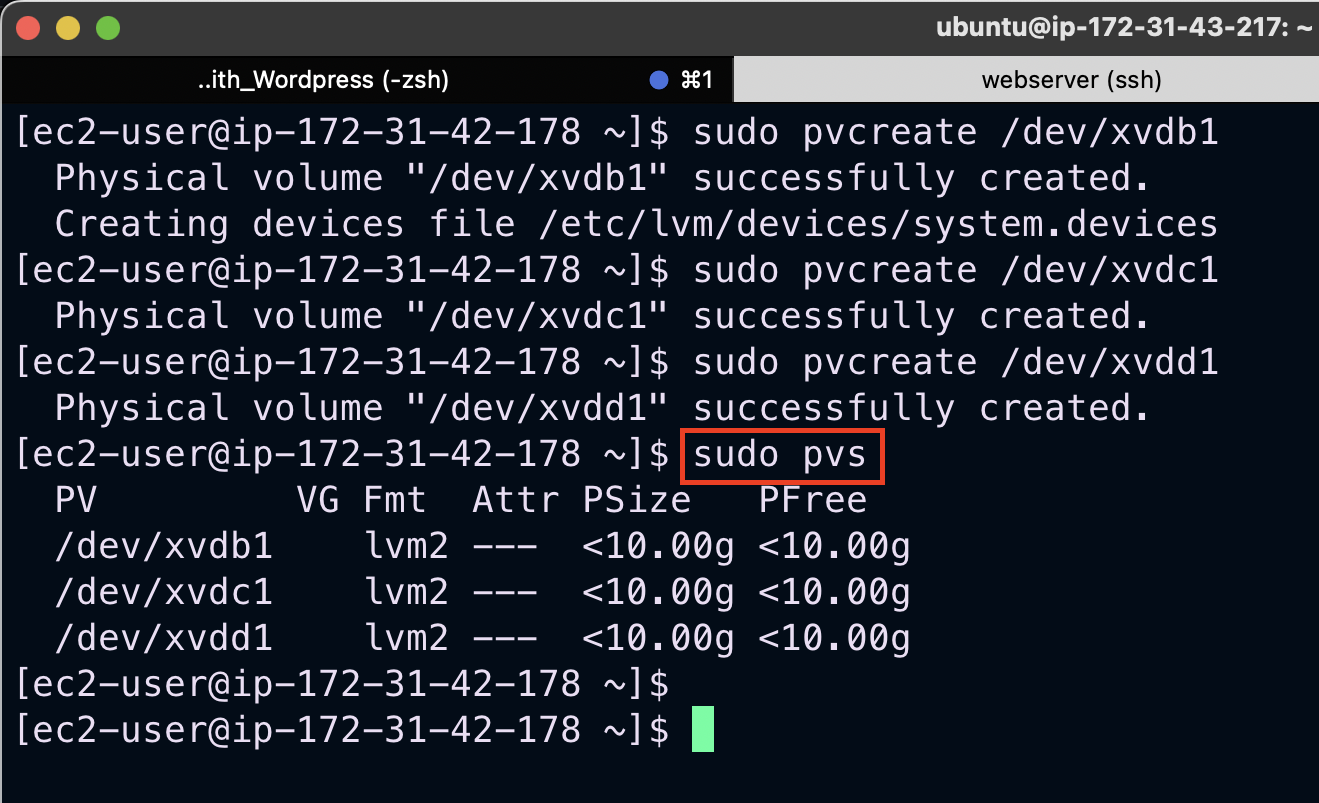 ubuntu@ip-172-31-43-217: ~
..ith_Wordpress (-zsh) ⌘1 webserver (ssh)
[ec2-user@ip-172-31-42-178 ~]$ sudo pvcreate /dev/xvdb1
  Physical volume "/dev/xvdb1" successfully created.
  Creating devices file /etc/lvm/devices/system.devices
[ec2-user@ip-172-31-42-178 ~]$ sudo pvcreate /dev/xvdc1
  Physical volume "/dev/xvdc1" successfully created.
[ec2-user@ip-172-31-42-178 ~]$ sudo pvcreate /dev/xvdd1
  Physical volume "/dev/xvdd1" successfully created.
[ec2-user@ip-172-31-42-178 ~]$ sudo pvs
  PV         VG Fmt  Attr PSize   PFree
  /dev/xvdb1    lvm2 ---  <10.00g <10.00g
  /dev/xvdc1    lvm2 ---  <10.00g <10.00g
  /dev/xvdd1    lvm2 ---  <10.00g <10.00g
[ec2-user@ip-172-31-42-178 ~]$
[ec2-user@ip-172-31-42-178 ~]$